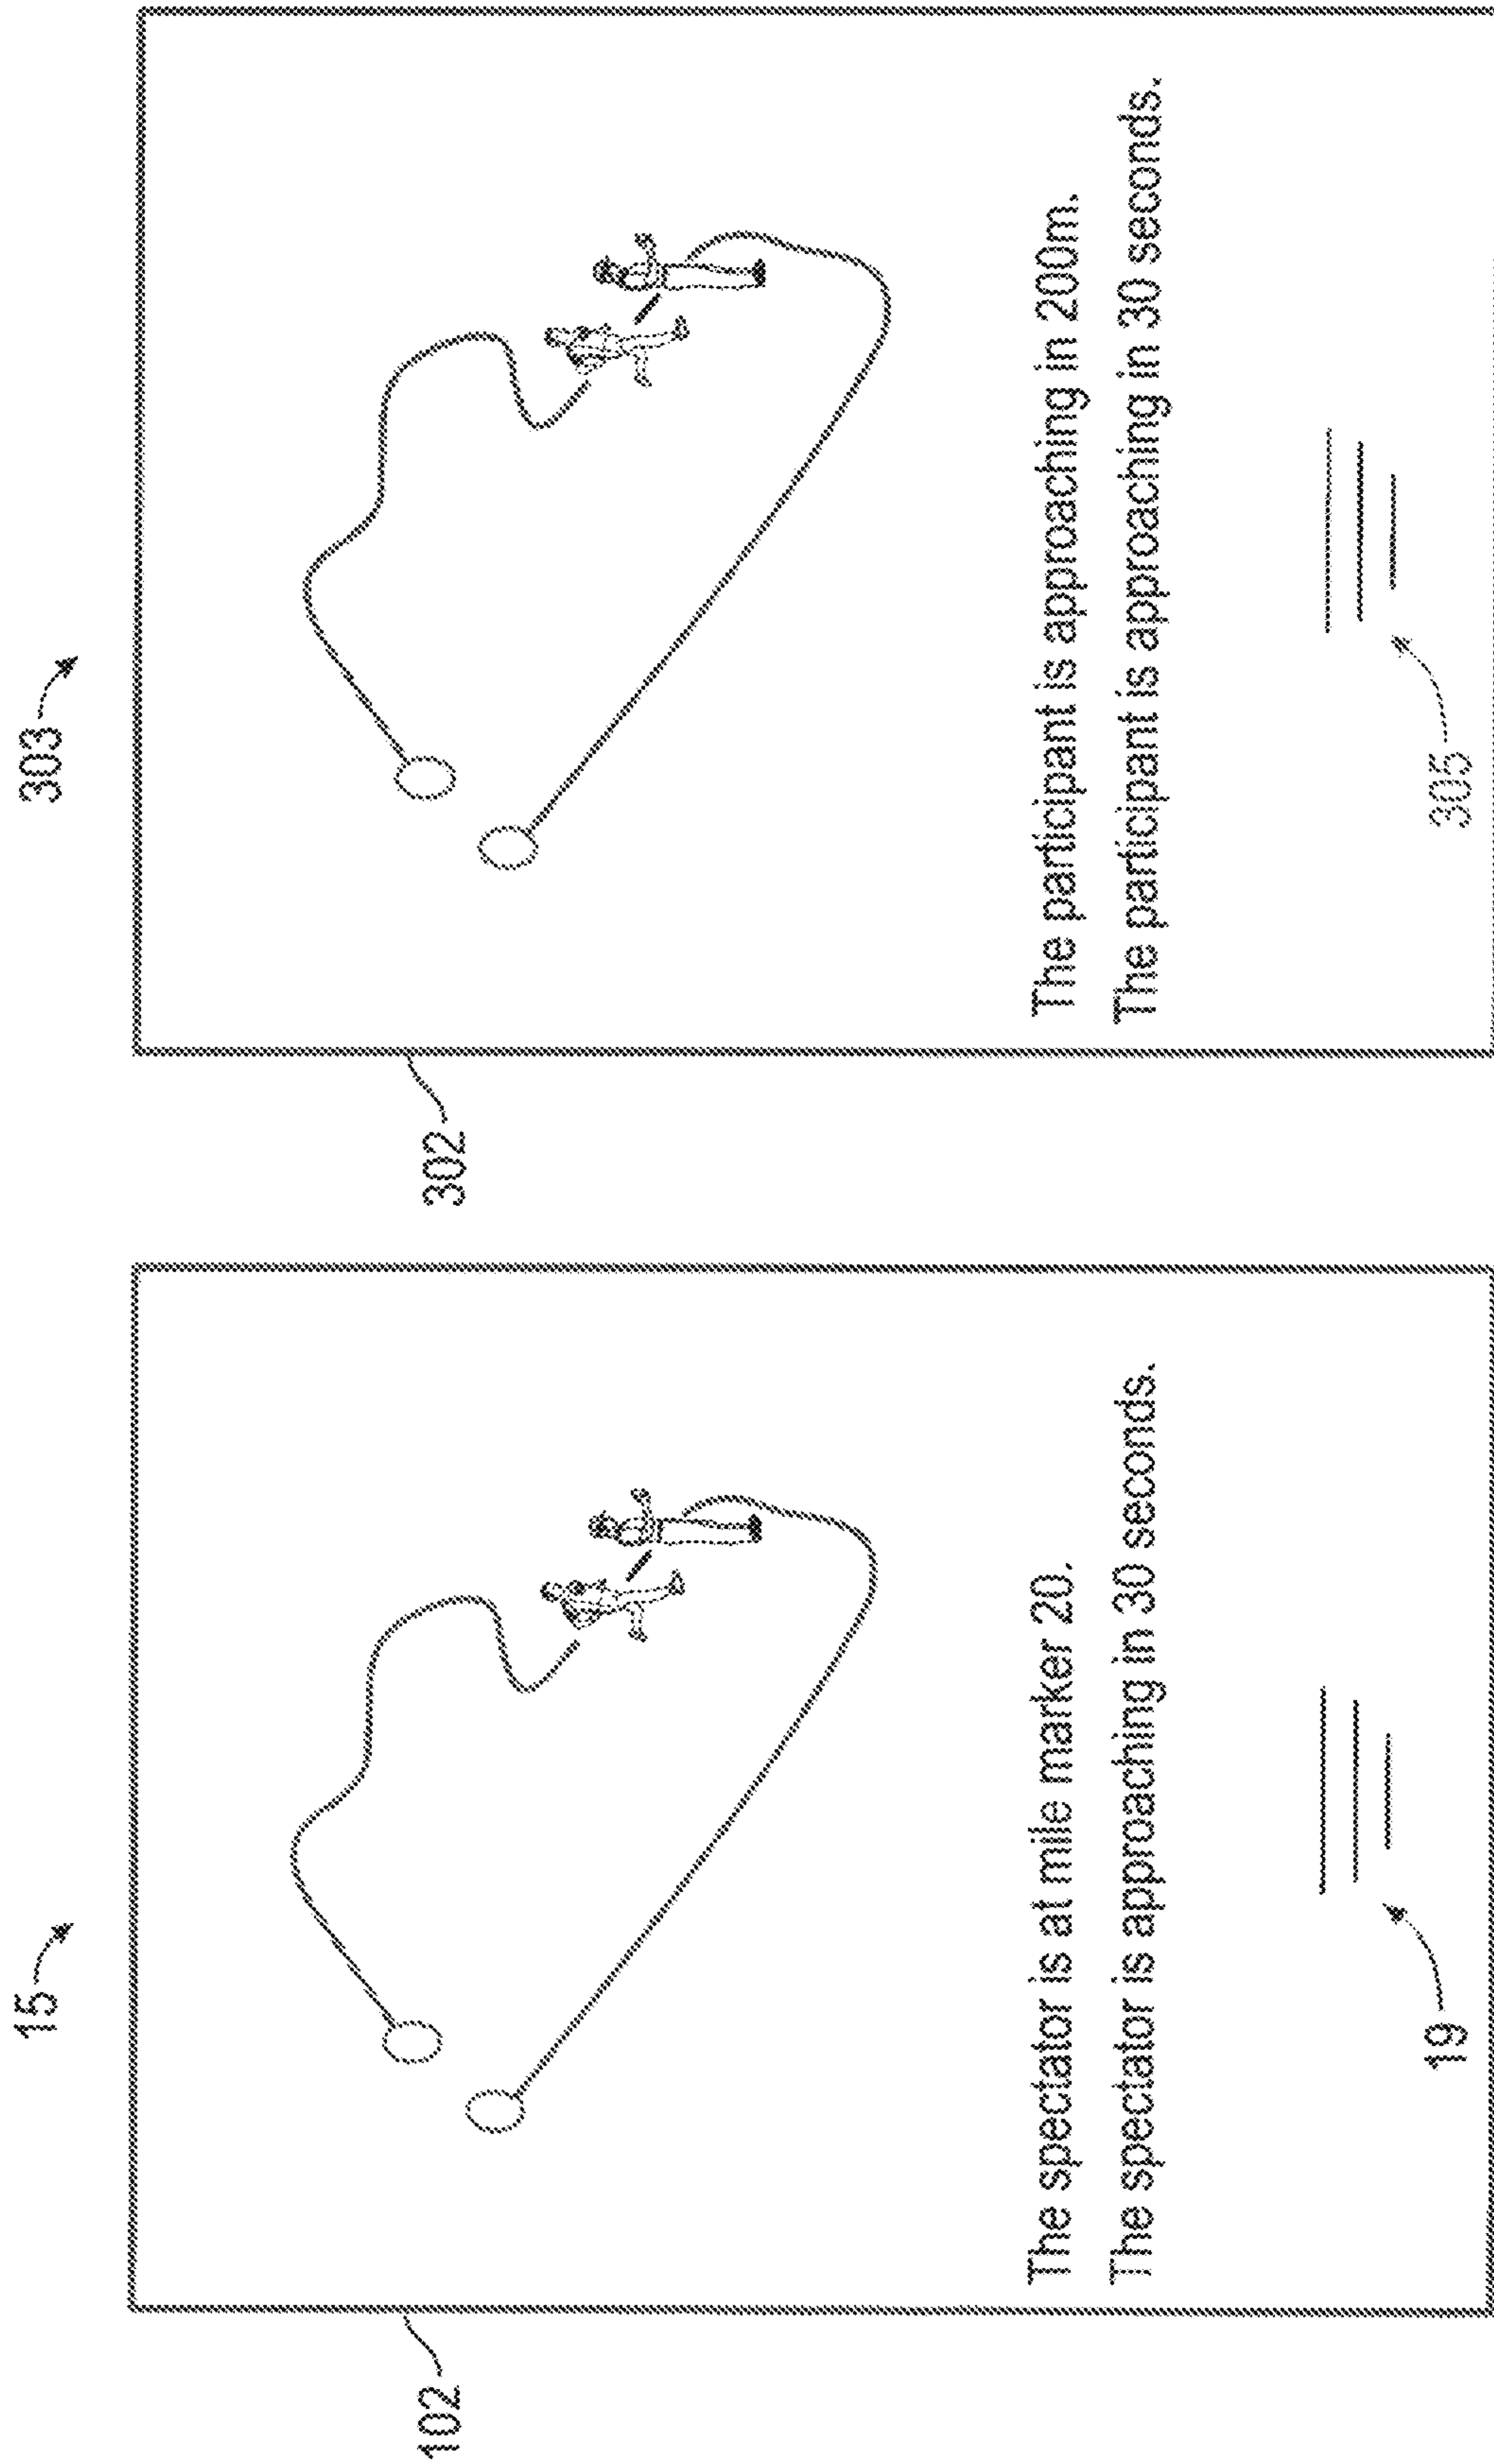 15
102
The spectator is at mile marker 20.
The spectator is approaching in 30 seconds.
19
303
302
The participant is approaching in 200m.
The participant is approaching in 30 seconds.
305